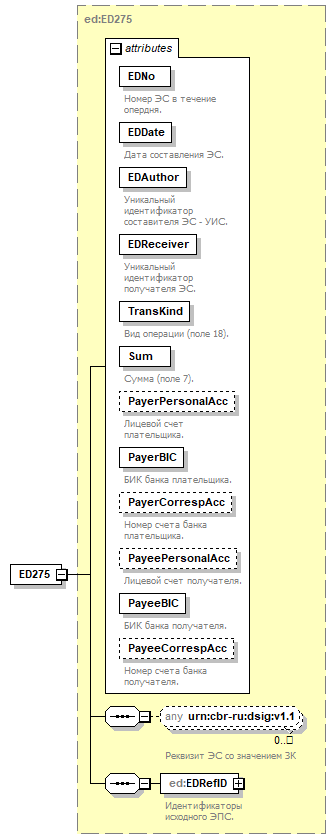 ed:ED275
attributes
EDNo
Номер ЭС в течение
опердня.
EDDate
Дата составления ЭС.
EDAuthor
Уникальный
идентификатор
составителя ЭС - УИС.
EDReceiver
Уникальный
идентификатор
получателя ЭС.
TransKind
Вид операции (поле 18).
Sum
Сумма (поле 7).
PayerPersonalAcc
Лицевой счет
плательщика.
PayerBIC
БИК банка плательщика.
PayerCorrespAcc
Номер счета банка
плательщика.
PayeePersonalAcc
Лицевой счет получателя.
ED275
PayeeBIC
БИК банка получателя.
PayeeCorrespAcc
Номер счета банка
получателя.
any urn:cbr-ru:dsig:v1.1
0..□
Реквизит ЭС со значением ЗК
ed:EDRefID
Идентификаторы
исходного ЭПС.